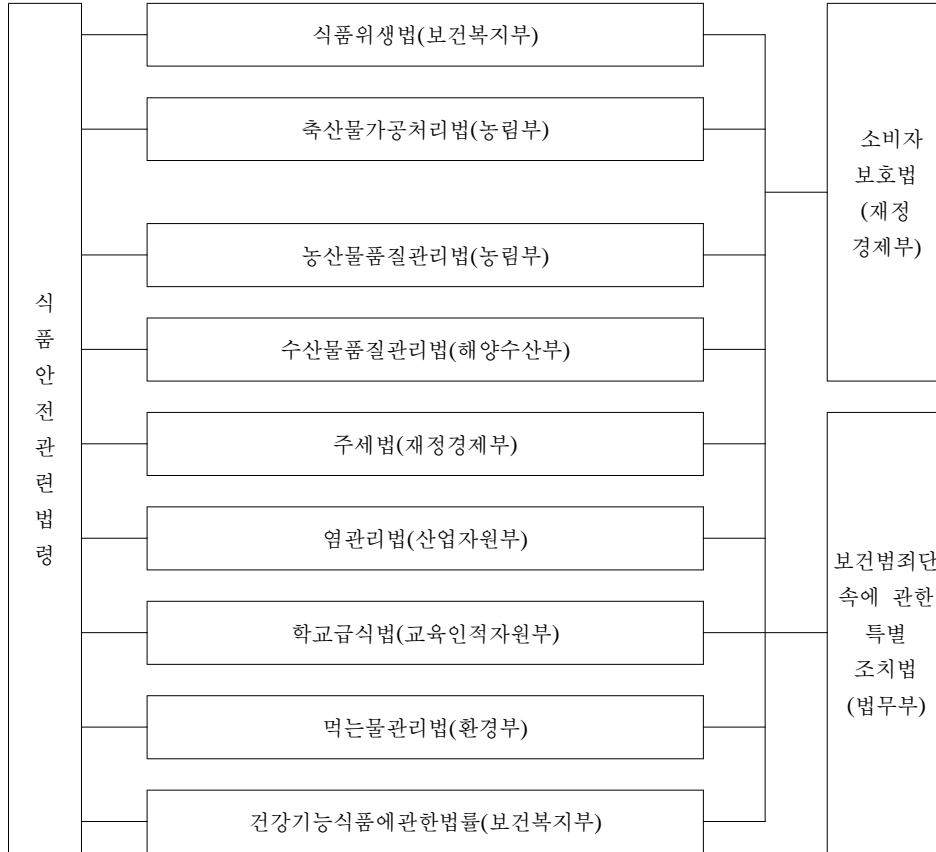 식
품
안
전
관
련
법
령
식품위생법(보건복지부)
축산물가공처리법(농림부)
농산물품질관리법(농림부)
수산물품질관리법(해양수산부)
주세법(재정경제부)
염관리법(산업자원부)
학교급식법(교육인적자원부)
먹는물관리법(환경부)
건강기능식품에관한법률(보건복지부)
소비자
보호법
(재정
경제부)
보건범죄단
속에 관한
특별
조치법
(법무부)